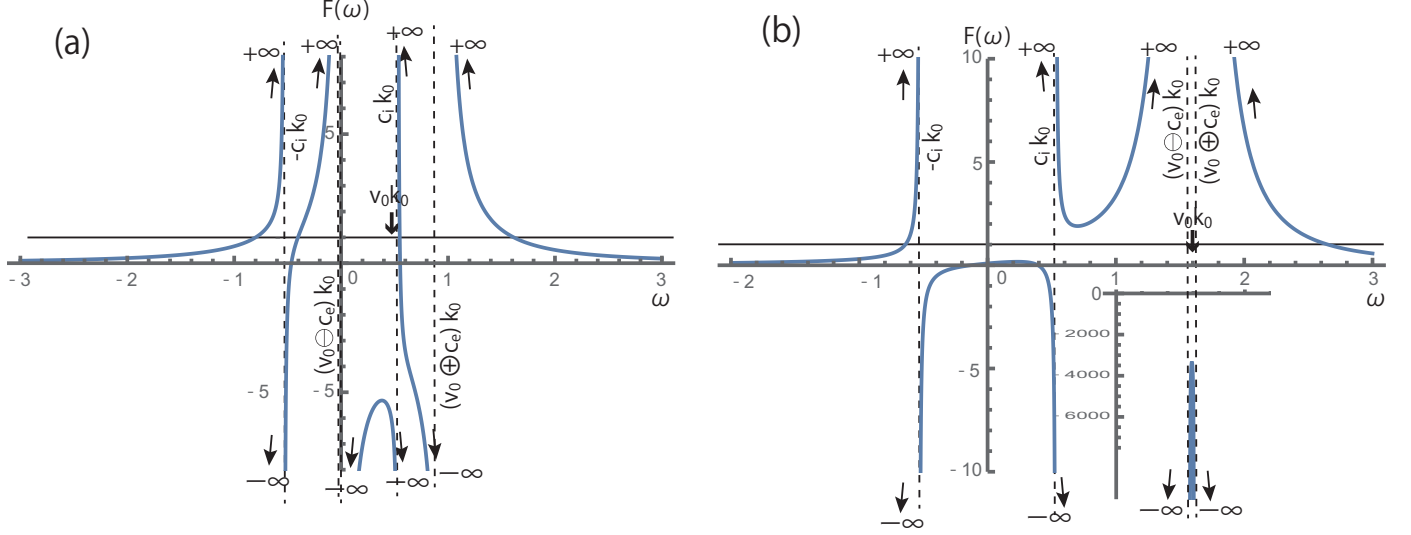 (a)
F(ω)
+∞
+∞
+∞
+∞
5
-cᵢ k₀
cᵢ k₀
v₀k₀
-3
-2
-1
0
1
2
3
ω
(v₀⊖cₑ) k₀
(v₀ ⊕cₑ) k₀
-5
-5
−∞
−∞
−∞
−∞
(b)
F(ω)
+∞
10
+∞
+∞
+∞
5
-cᵢ k₀
cᵢ k₀
(v₀⊖cₑ) k₀
(v₀ ⊕ cₑ) k₀
v₀k₀
-2
-1
0
1
2
3
ω
0
-2000
-4000
-6000
-5
-10
−∞
−∞
−∞
−∞